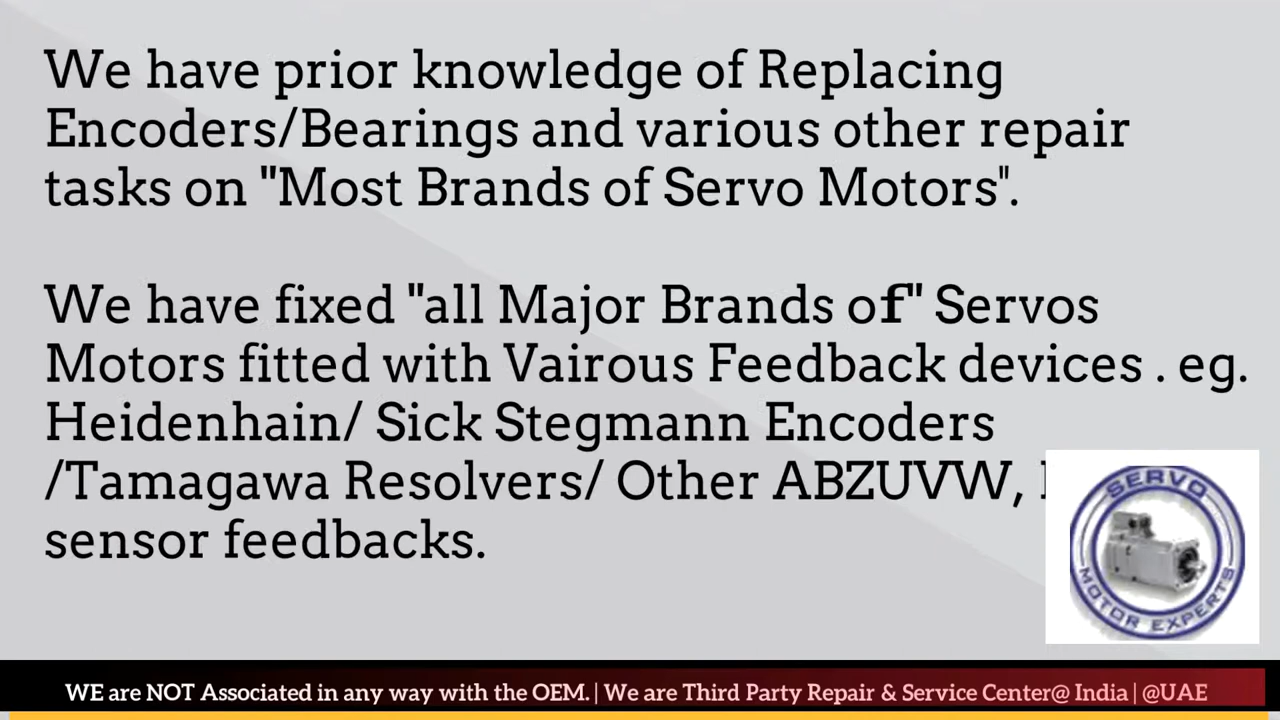 We have prior knowledge of Replacing
Encoders/Bearings and various other repair
tasks on "Most Brands of Servo Motors".
We have fixed "all Major Brands of" Servos
Motors fitted with Vairous Feedback devices . eg.
Heidenhain/ Sick Stegmann Encoders
/Tamagawa Resolvers/ Other ABZUVW,
sensor feedbacks.
SERVO
MOTOR EXPERTS
WE are NOT Associated in any way with the OEM. | We are Third Party Repair & Service Center@ India | @UAE